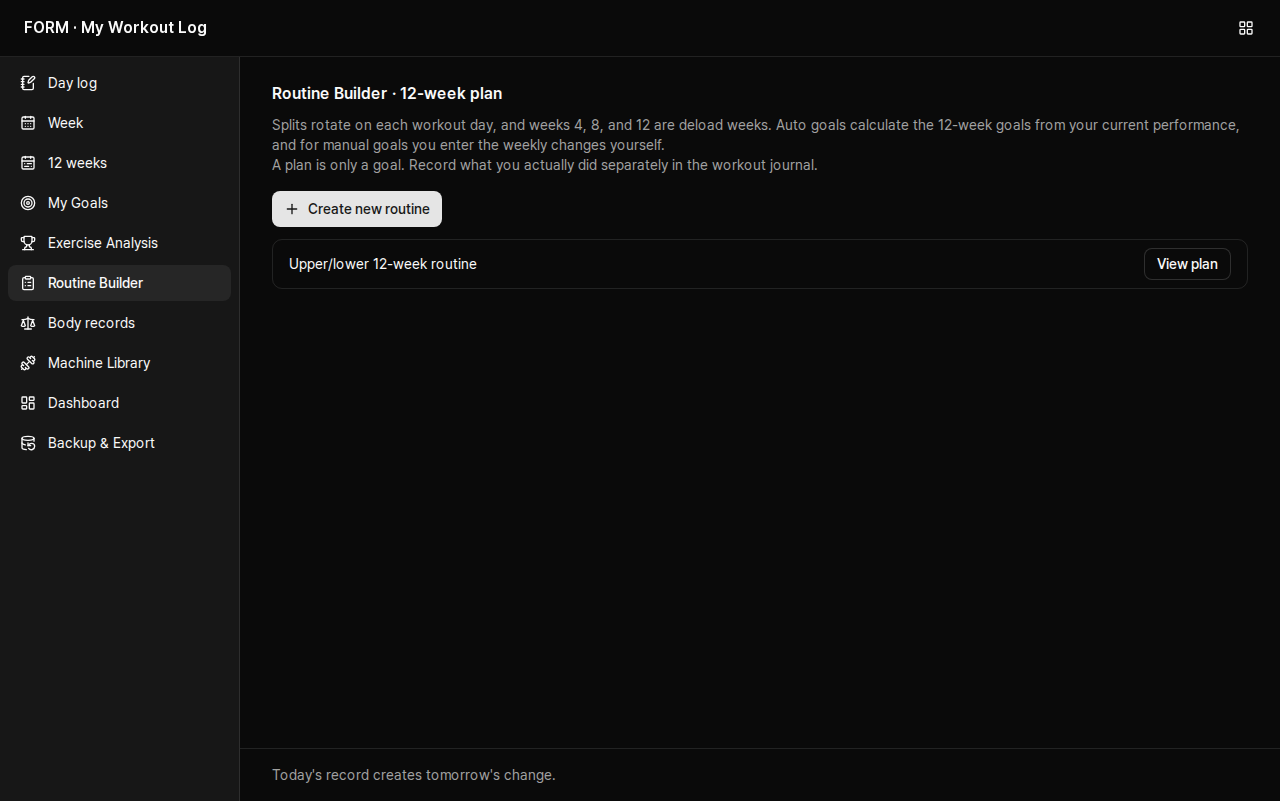 FORM · My Workout Log
Day log
Week
12 weeks
My Goals
Exercise Analysis
Routine Builder
Body records
Machine Library
Dashboard
Backup & Export
Routine Builder · 12-week plan
Splits rotate on each workout day, and weeks 4, 8, and 12 are deload weeks. Auto goals calculate the 12-week goals from your current performance,
and for manual goals you enter the weekly changes yourself.
A plan is only a goal. Record what you actually did separately in the workout journal.
Create new routine
Upper/lower 12-week routine
View plan
Today's record creates tomorrow's change.